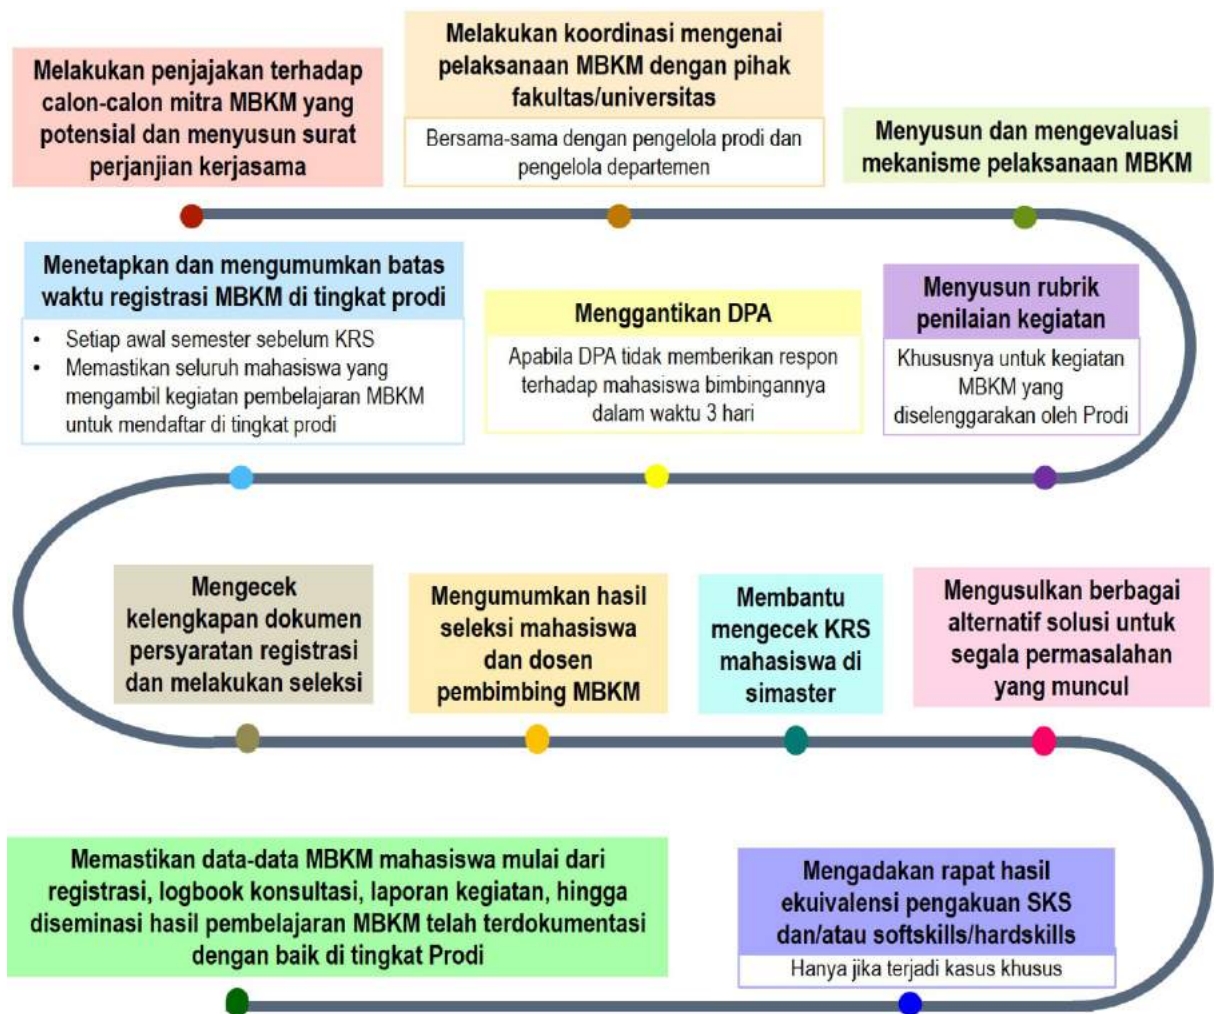 Melakukan penjajakan terhadap
calon-calon mitra MBKM yang
potensial dan menyusun surat
perjanjian kerjasama
Melakukan koordinasi mengenai
pelaksanaan MBKM dengan pihak
fakultas/universitas
Bersama-sama dengan pengelola prodi dan
pengelola departemen
Menyusun dan mengevaluasi
mekanisme pelaksanaan MBKM
Menetapkan dan mengumumkan batas
waktu registrasi MBKM di tingkat prodi
• Setiap awal semester sebelum KRS
• Memastikan seluruh mahasiswa yang
mengambil kegiatan pembelajaran MBKM
untuk mendaftar di tingkat prodi
Menggantikan DPA
Apabila DPA tidak memberikan respon
terhadap mahasiswa bimbingannya
dalam waktu 3 hari
Menyusun rubrik
penilaian kegiatan
Khususnya untuk kegiatan
MBKM yang
diselenggarakan oleh Prodi
Mengecek
kelengkapan dokumen
persyaratan registrasi
dan melakukan seleksi
Mengumumkan hasil
seleksi mahasiswa
dan dosen
pembimbing MBKM
Membantu
mengecek KRS
mahasiswa di
simaster
Mengusulkan berbagai
alternatif solusi untuk
segala permasalahan
yang muncul
Memastikan data-data MBKM mahasiswa mulai dari
registrasi, logbook konsultasi, laporan kegiatan, hingga
diseminasi hasil pembelajaran MBKM telah terdokumentasi
dengan baik di tingkat Prodi
Mengadakan rapat hasil
ekuivalensi pengakuan SKS
dan/atau softskills/hardskills
Hanya jika terjadi kasus khusus